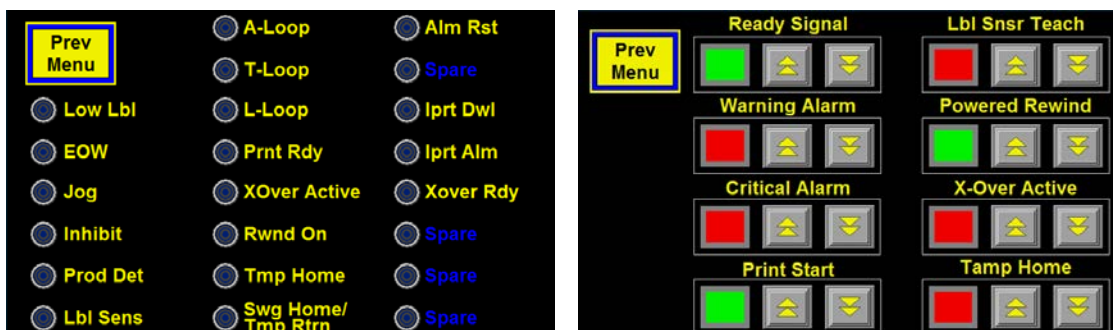 Prev
Menu
Low Lbl
EOW
Jog
Inhibit
Prod Det
Lbl Sens
A-Loop
T-Loop
L-Loop
Prnt Rdy
XOver Active
Rwnd On
Tmp Home
Swg Home/
Tmp Rtrn
Alm Rst
Spare
Iprt Dwl
Iprt Alm
Xover Rdy
Spare
Spare
Spare
Prev
Menu
Ready Signal
Lbl Snsr Teach
Warning Alarm
Powered Rewind
Critical Alarm
X-Over Active
Print Start
Tamp Home